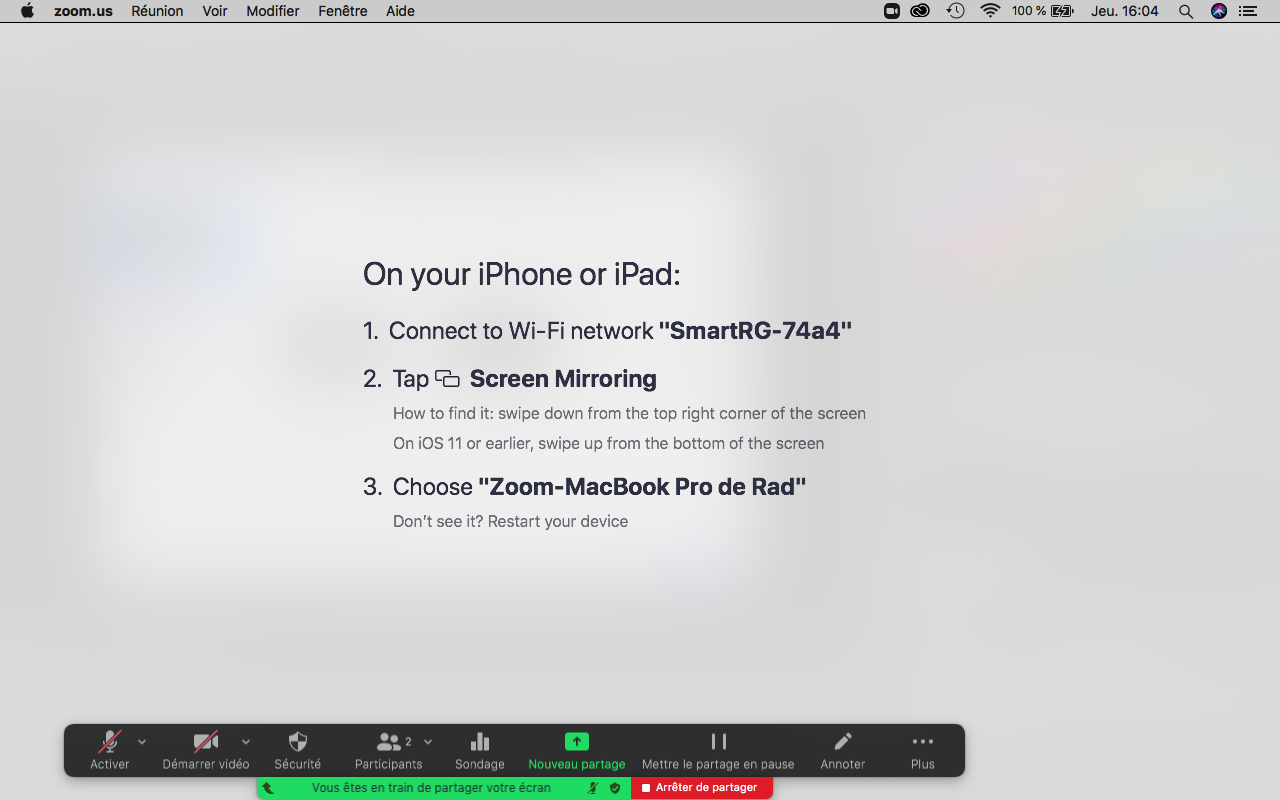 zoom.us Réunion Voir Modifier Fenêtre Aide 100 % Jeu. 16:04
On your iPhone or iPad:
1. Connect to Wi-Fi network "SmartRG-74a4"
2. Tap Screen Mirroring
How to find it: swipe down from the top right corner of the screen
On iOS 11 or earlier, swipe up from the bottom of the screen
3. Choose "Zoom-MacBook Pro de Rad"
Don't see it? Restart your device
2
Activer Démarrer vidéo Sécurité Participants Sondage Nouveau partage Mettre le partage en pause Annoter Plus
Vous êtes en train de partager votre écran Arrêter de partager